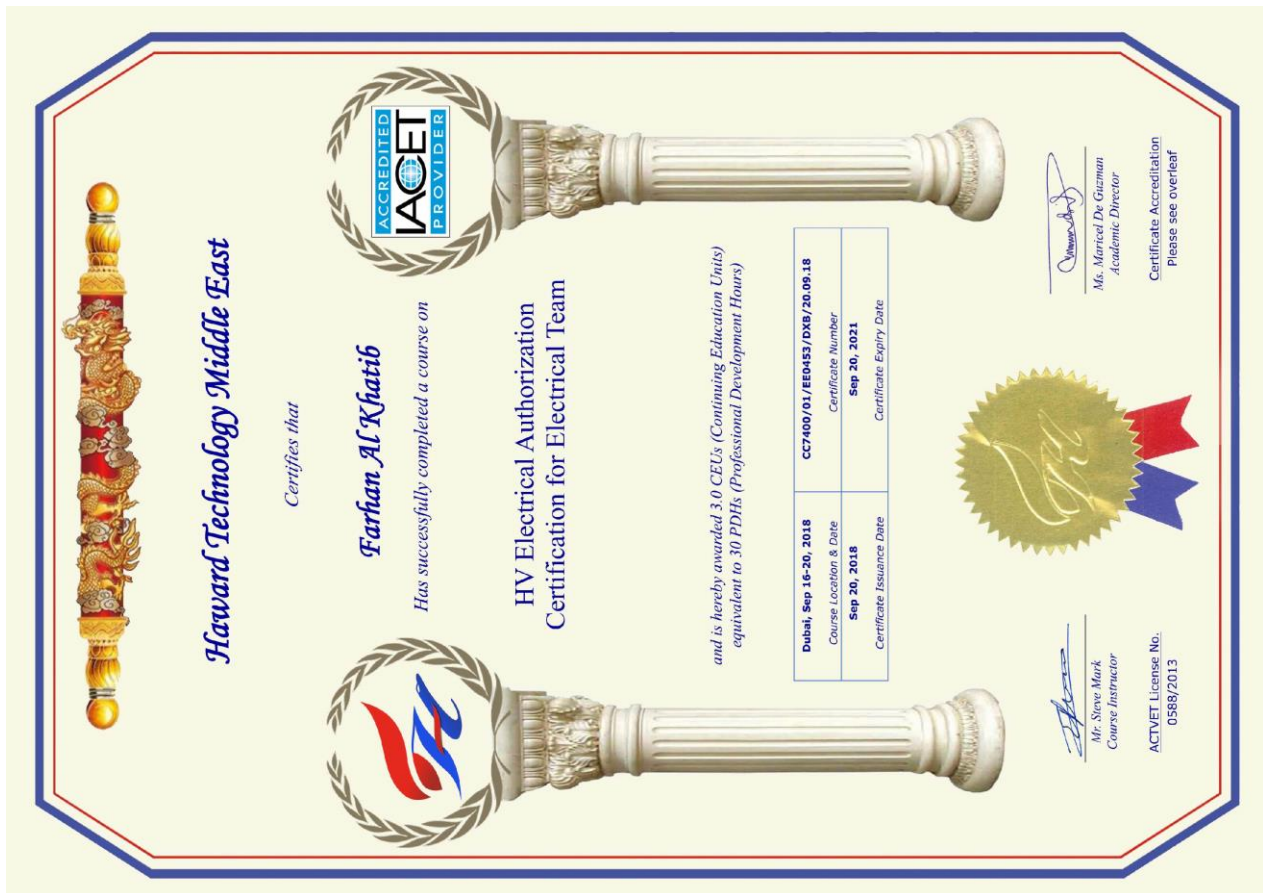 Haward Technology Middle East
Certifies that
Farhan Al Khatib
Has successfully completed a course on
HV Electrical Authorization
Certification for Electrical Team
ACCREDITED
IACET
PROVIDER
and is hereby awarded 3.0 CEUs (Continuing Education Units)
equivalent to 30 PDHs (Professional Development Hours)
Dubai, Sep 16-20, 2018 CC7400/01/EE0453/DXB/20.09.18
Course Location & Date Certificate Number
Sep 20, 2018 Sep 20, 2021
Certificate Issuance Date Certificate Expiry Date
Mr. Steve Mark
Course Instructor
Ms. Maricel De Guzman
Academic Director
ACTVET License No.
0588/2013
Certificate Accreditation
Please see overleaf